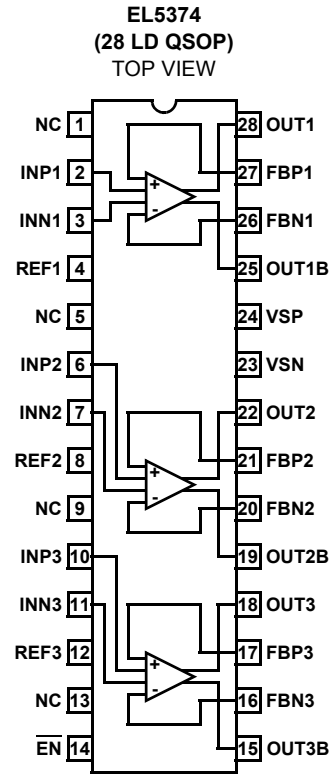 EL5374
(28 LD QSOP)
TOP VIEW
NC 1
28 OUT1
INP1 2
27 FBP1
INN1 3
26 FBN1
REF1 4
25 OUT1B
NC 5
24 VSP
INP2 6
23 VSN
INN2 7
22 OUT2
REF2 8
21 FBP2
NC 9
20 FBN2
INP3 10
19 OUT2B
INN3 11
18 OUT3
REF3 12
17 FBP3
NC 13
16 FBN3
EN 14
15 OUT3B
+
-
+
-
+
-